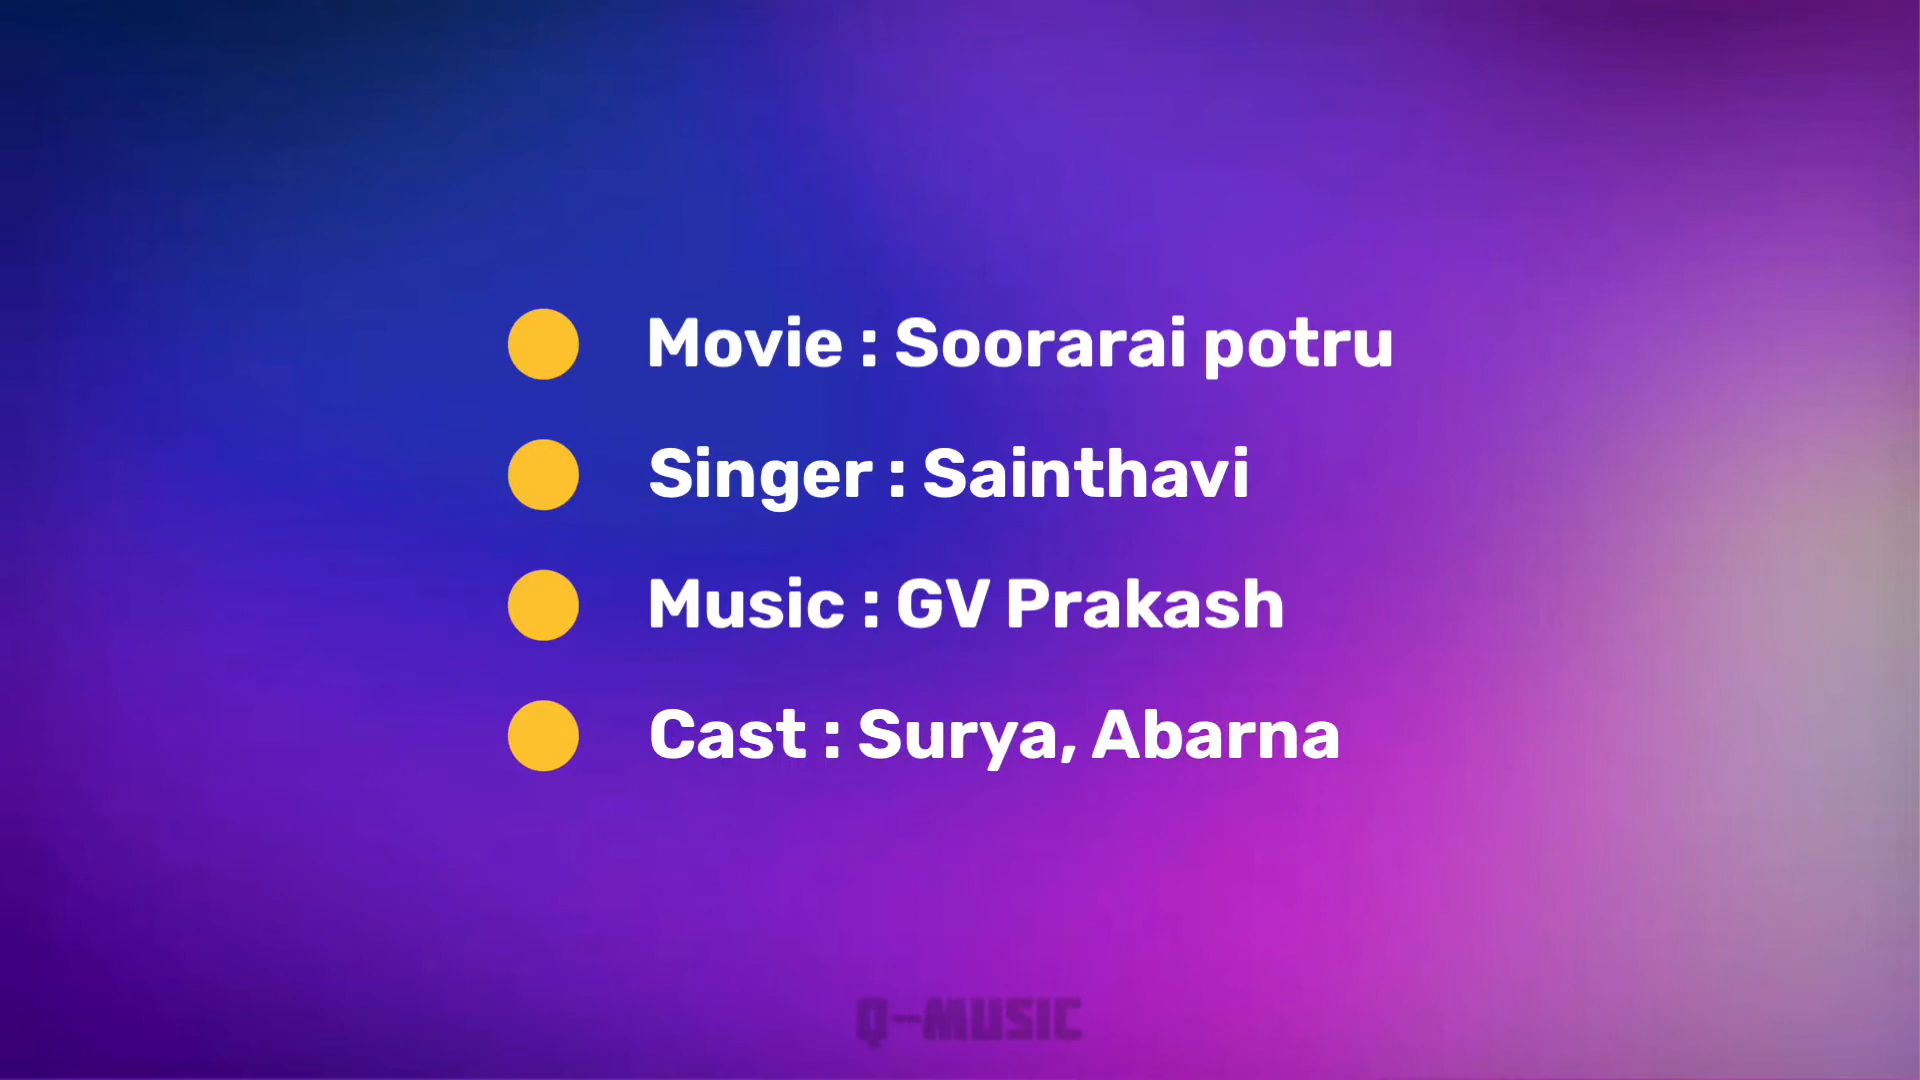 Movie : Soorarai potru
Singer : Sainthavi
Music : GV Prakash
Cast : Surya, Abarna
Q-MUSIC